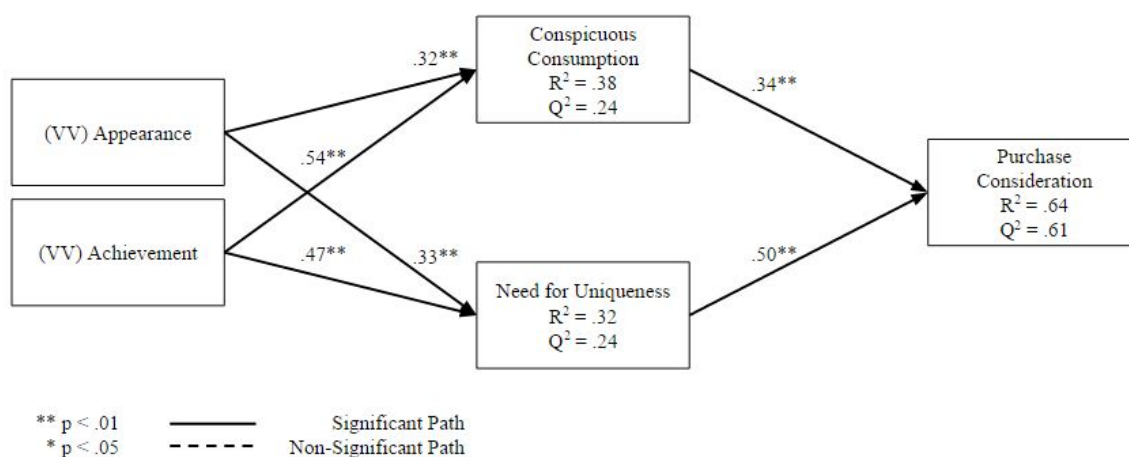 Conspicuous
Consumption
R² = .38
Q² = .24
.32**
.34**
(VV) Appearance
.54**
Purchase
Consideration
R² = .64
Q² = .61
(VV) Achievement
.47**
.33**
.50**
Need for Uniqueness
R² = .32
Q² = .24
** p < .01
Significant Path
* p < .05
Non-Significant Path